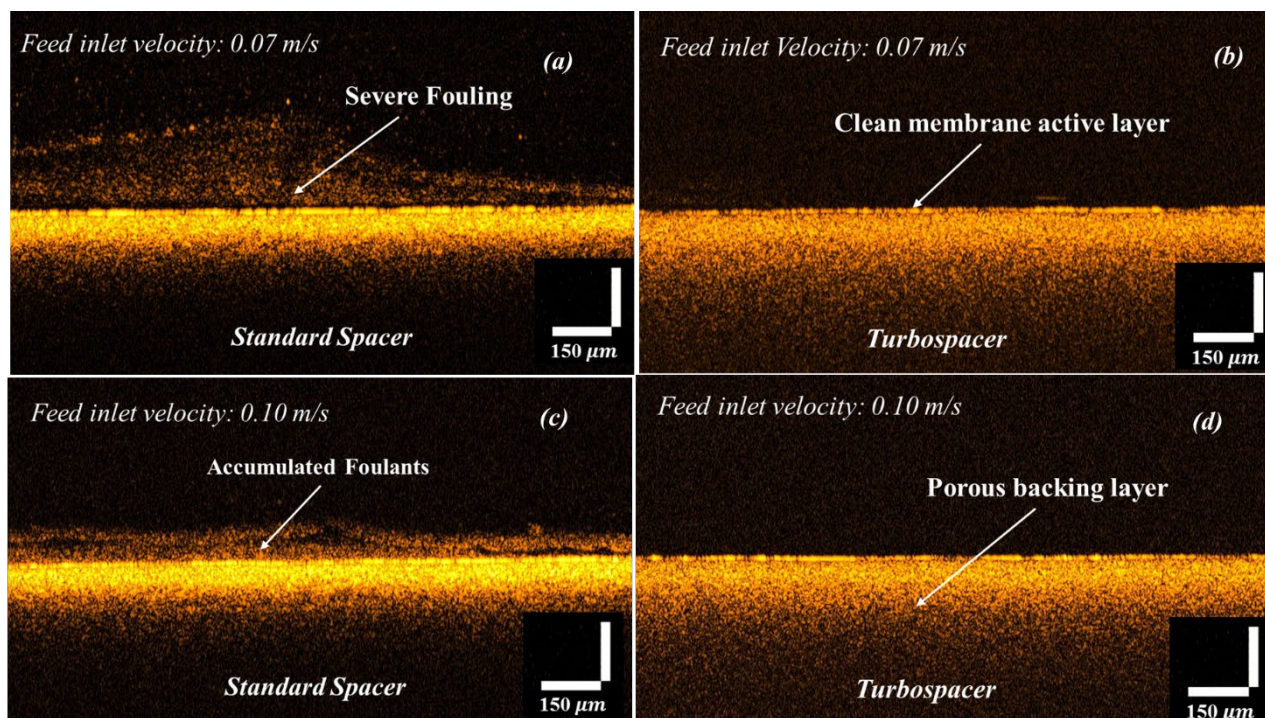 Feed inlet velocity: 0.07 m/s
(a)
Severe Fouling
Standard Spacer
150 μm
Feed inlet Velocity: 0.07 m/s
(b)
Clean membrane active layer
Turbospacer
150 μm
Feed inlet velocity: 0.10 m/s
(c)
Accumulated Foulants
Standard Spacer
150 μm
Feed inlet velocity: 0.10 m/s
(d)
Porous backing layer
Turbospacer
150 μm